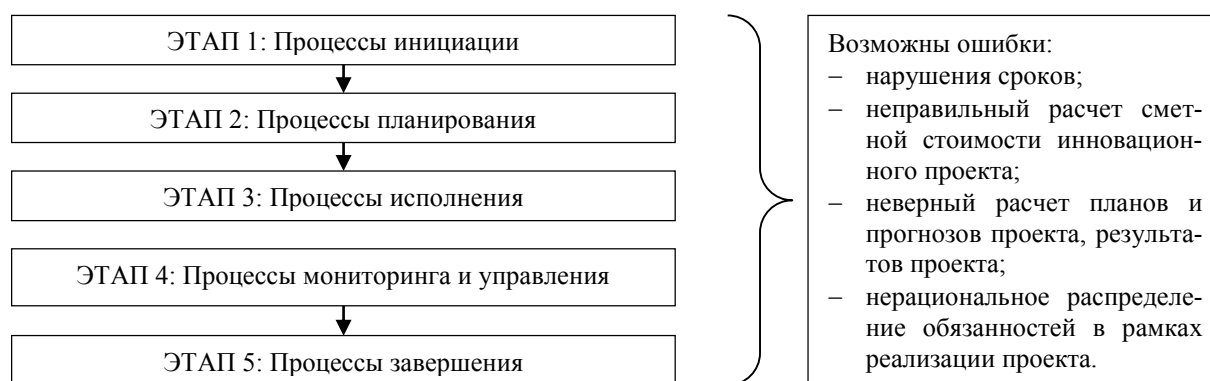 ЭТАП 1: Процессы инициации
ЭТАП 2: Процессы планирования
ЭТАП 3: Процессы исполнения
ЭТАП 4: Процессы мониторинга и управления
ЭТАП 5: Процессы завершения
Возможны ошибки:
– нарушения сроков;
– неправильный расчет смет-
ной стоимости инновацион-
ного проекта;
– неверный расчет планов и
прогнозов проекта, результа-
тов проекта;
– нерациональное распределе-
ние обязанностей в рамках
реализации проекта.